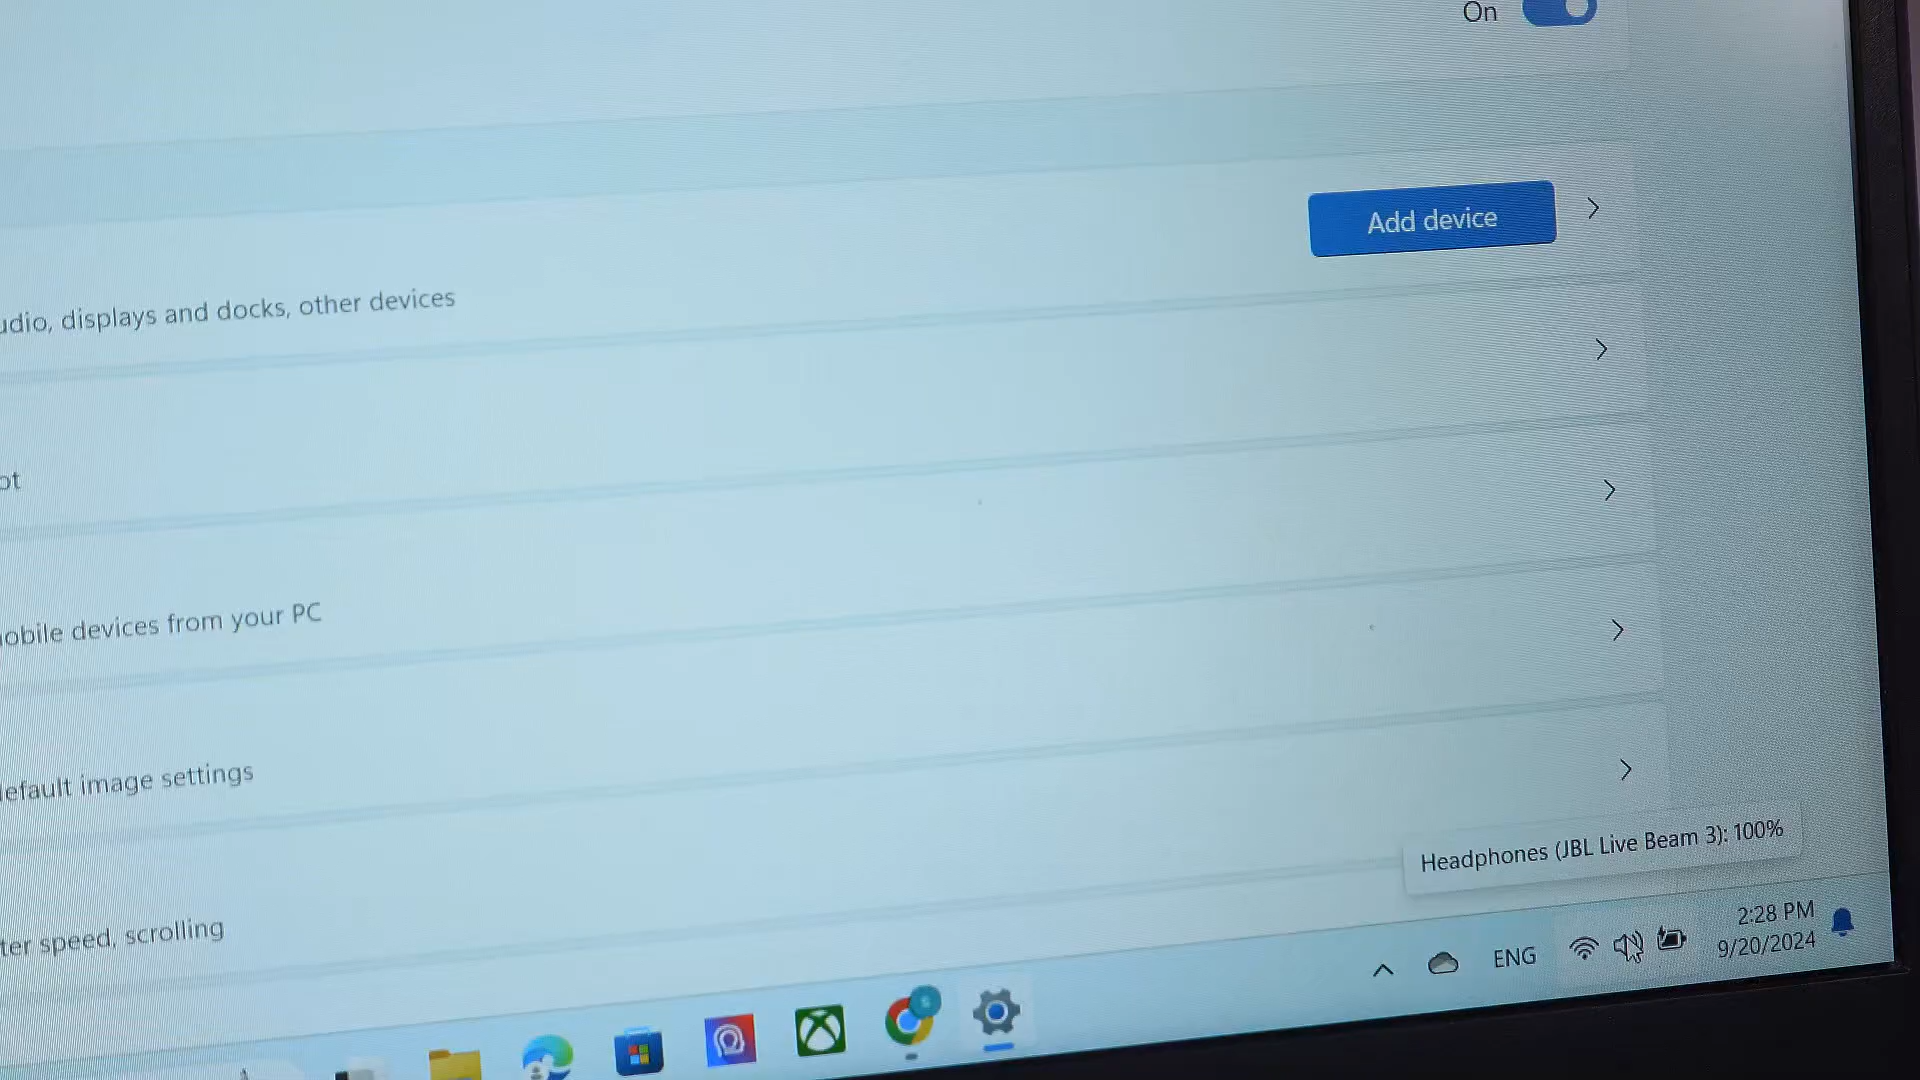 On
Add device
udio, displays and docks, other devices
ot
obile devices from your PC
efault image settings
ter speed, scrolling
Headphones (JBL Live Beam 3): 100%
ENG
2:28 PM
9/20/2024